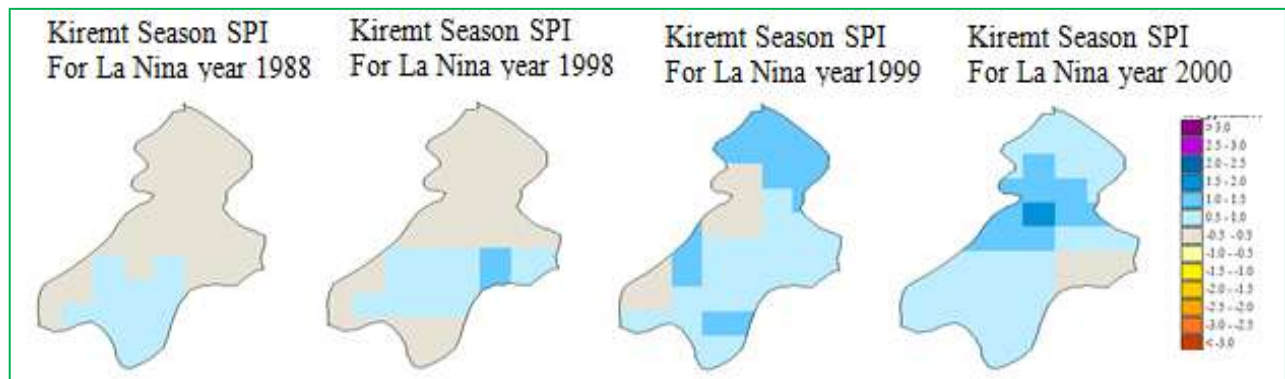 Kiremt Season SPI
For La Nina year 1988
Kiremt Season SPI
For La Nina year 1998
Kiremt Season SPI
For La Nina year1999
Kiremt Season SPI
For La Nina year 2000
> 3.0
2.5 - 3.0
2.0 - 2.5
1.5 - 2.0
1.0 - 1.5
0.5 - 1.0
-0.5 - 0.5
-1.0 - -0.5
-1.5 - -1.0
-2.0 - -1.5
-2.5 - -2.0
-3.0 - -2.5
< -3.0